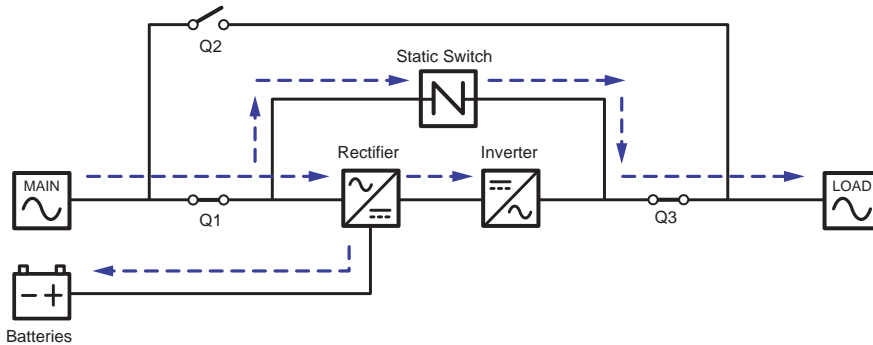 Q2
Static Switch
Rectifier
Inverter
MAIN
LOAD
Q1
Q3
Batteries